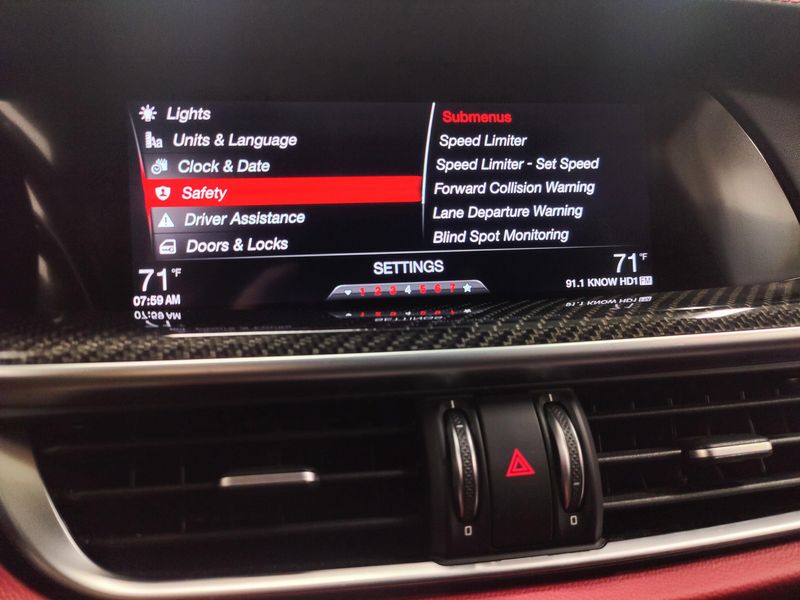 Lights
Units & Language
Clock & Date
Safety
Driver Assistance
Doors & Locks
Submenus
Speed Limiter
Speed Limiter - Set Speed
Forward Collision Warning
Lane Departure Warning
Blind Spot Monitoring
71°F
07:59 AM
SETTINGS
1 2 3 4 5 6 7
71°F
91.1 KNOW HD1 FM